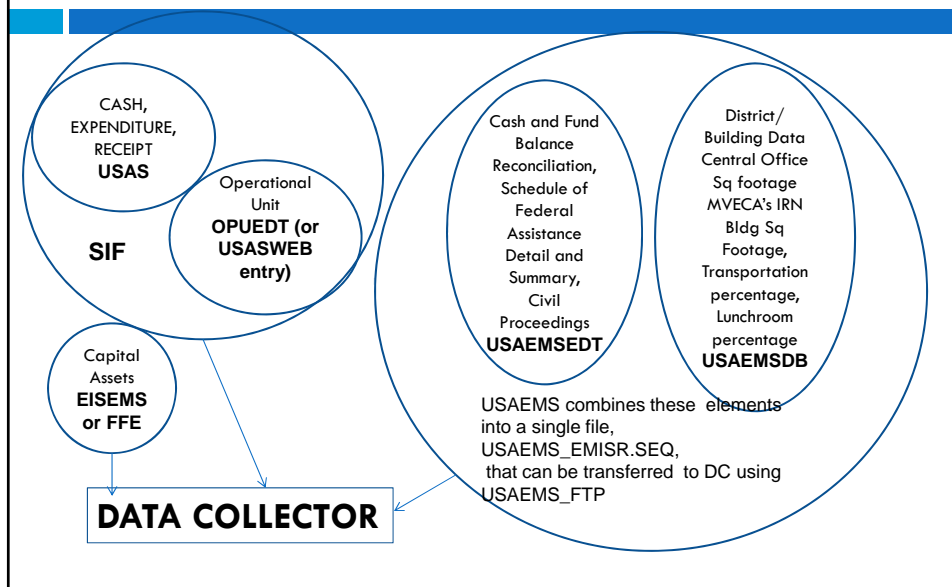 CASH,
EXPENDITURE,
RECEIPT
USAS
Operational
Unit
OPUEDT (or
USASWEB
entry)
SIF
Capital
Assets
EISEMS
or FFE
Cash and Fund
Balance
Reconciliation,
Schedule of
Federal
Assistance
Detail and
Summary,
Civil
Proceedings
USAEMSEDT
District/
Building Data
Central Office
Sq footage
MVECA's IRN
Bldg Sq
Footage,
Transportation
percentage,
Lunchroom
percentage
USAEMSDB
USAEMS combines these elements
into a single file,
USAEMS_EMISR.SEQ,
that can be transferred to DC using
USAEMS_FTP
DATA COLLECTOR